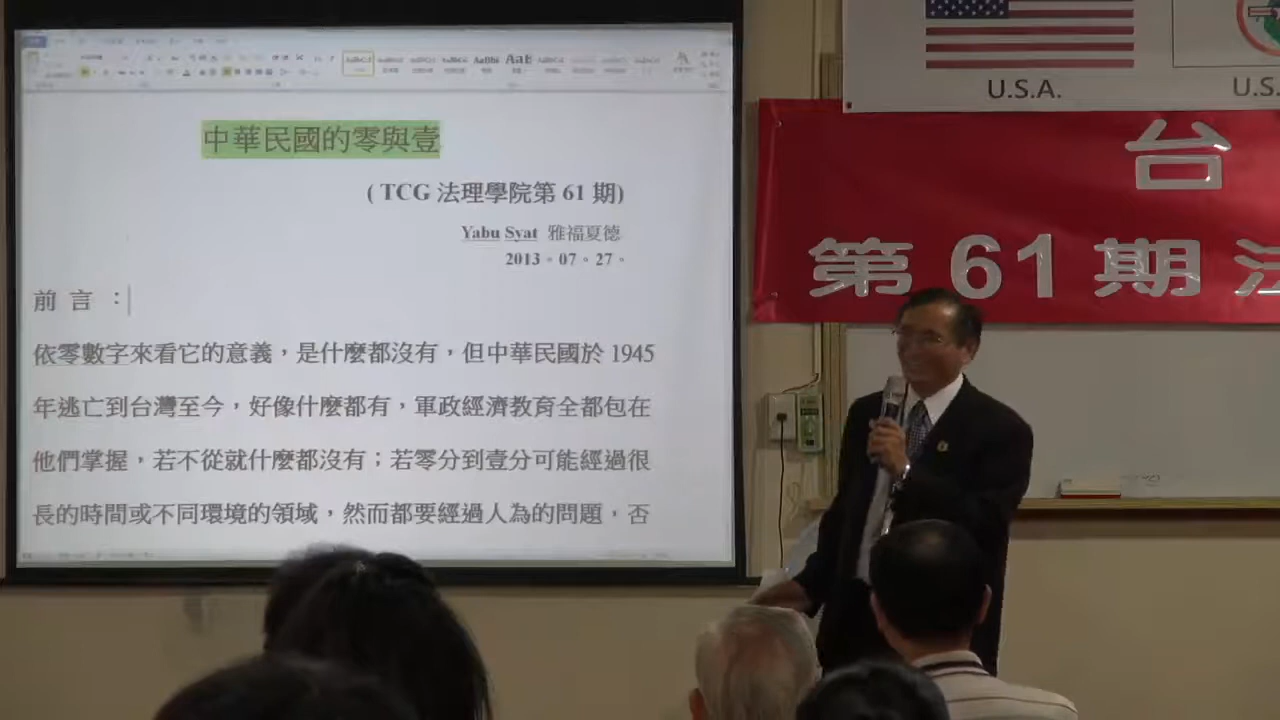 中華民國的零與壹
( TCG 法理學院第 61 期)
Yabu Syat 雅福夏德
2013。07。27。
前 言 ：
依零數字來看它的意義，是什麼都沒有，但中華民國於 1945
年逃亡到台灣至今，好像什麼都有，軍政經濟教育全都包在
他們掌握，若不從就什麼都沒有；若零分到壹分可能經過很
長的時間或不同環境的領域，然而都要經過人為的問題，否
U.S.A.
U.S.
台
第 61 期 法